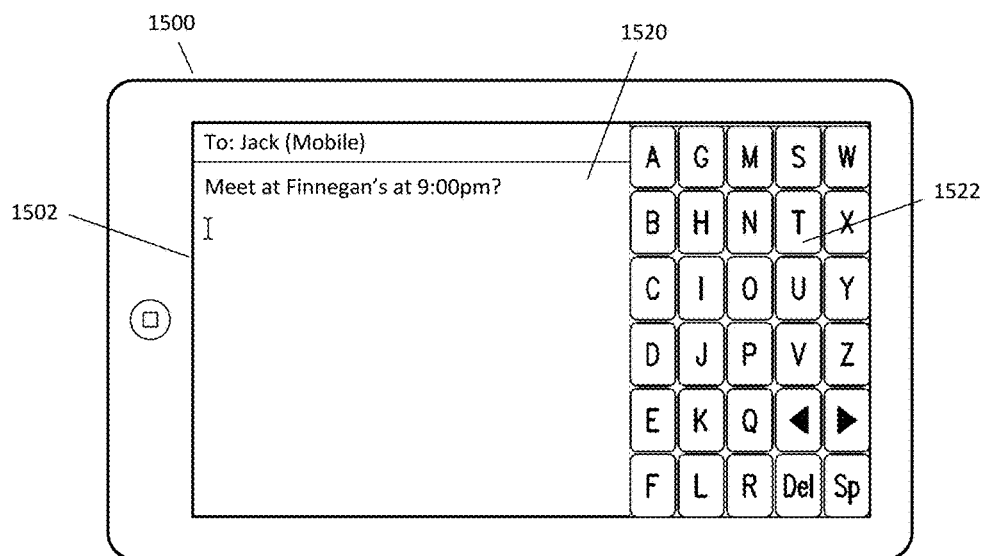 1500
1520
To: Jack (Mobile)
Meet at Finnegan's at 9:00pm?
1502
1522
A G M S W
B H N T X
C I O U Y
D J P V Z
E K Q ◀ ▶
F L R Del Sp